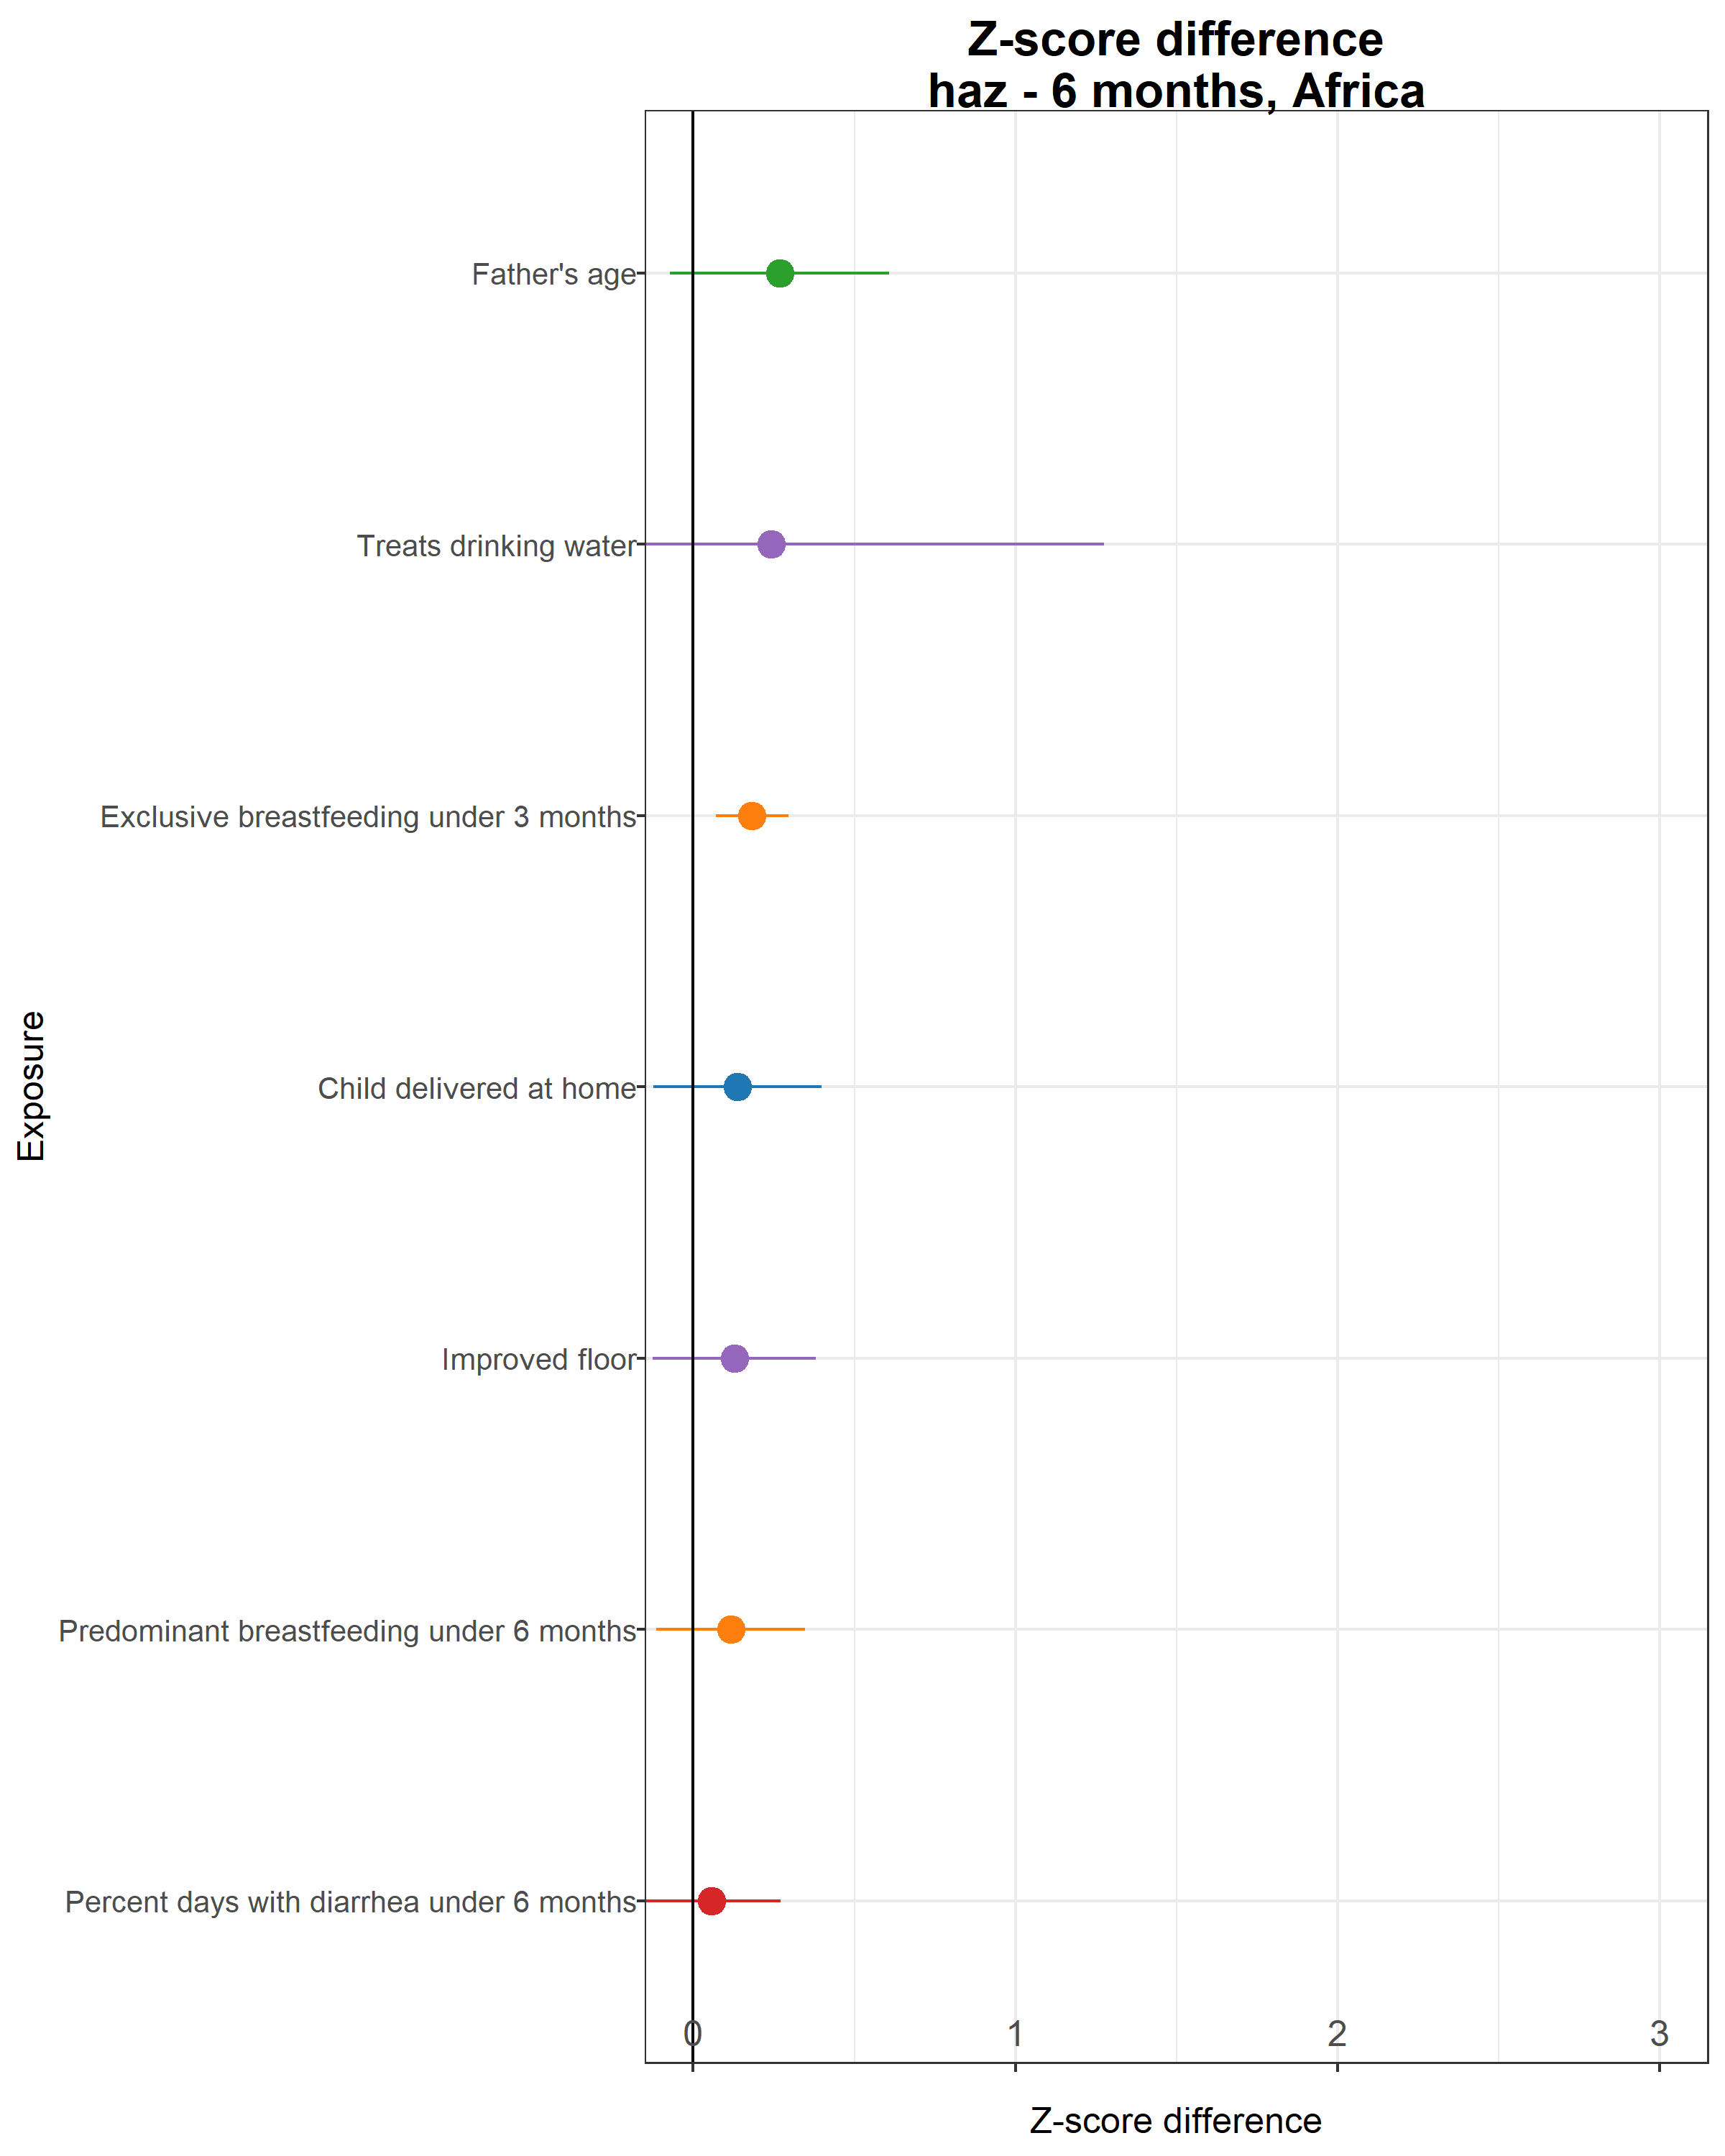 Z-score difference
haz - 6 months, Africa
Father's age
Treats drinking water
Exclusive breastfeeding under 3 months
Child delivered at home
Improved floor
Predominant breastfeeding under 6 months
Percent days with diarrhea under 6 months
Exposure
0 1 2 3
Z-score difference